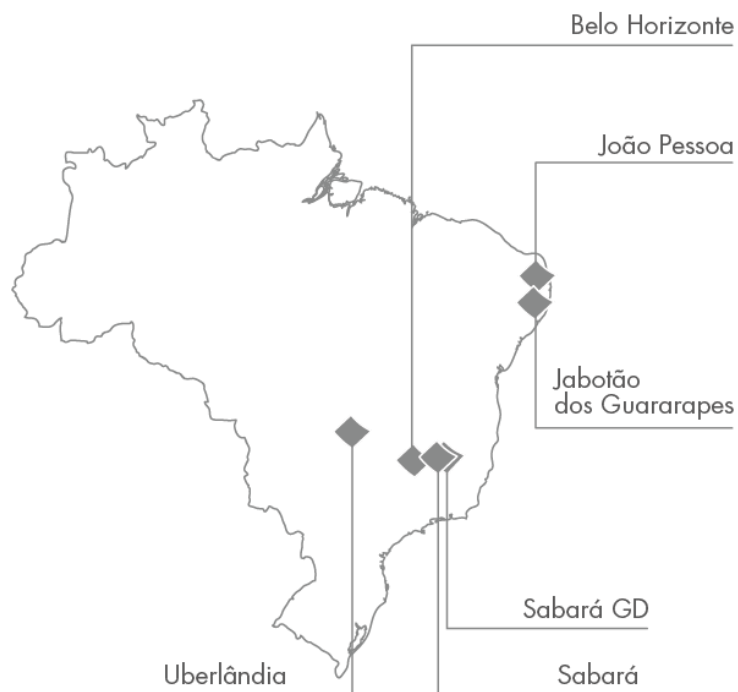 Belo Horizonte
João Pessoa
Jabotão
dos Guararapes
Sabará GD
Uberlândia
Sabará